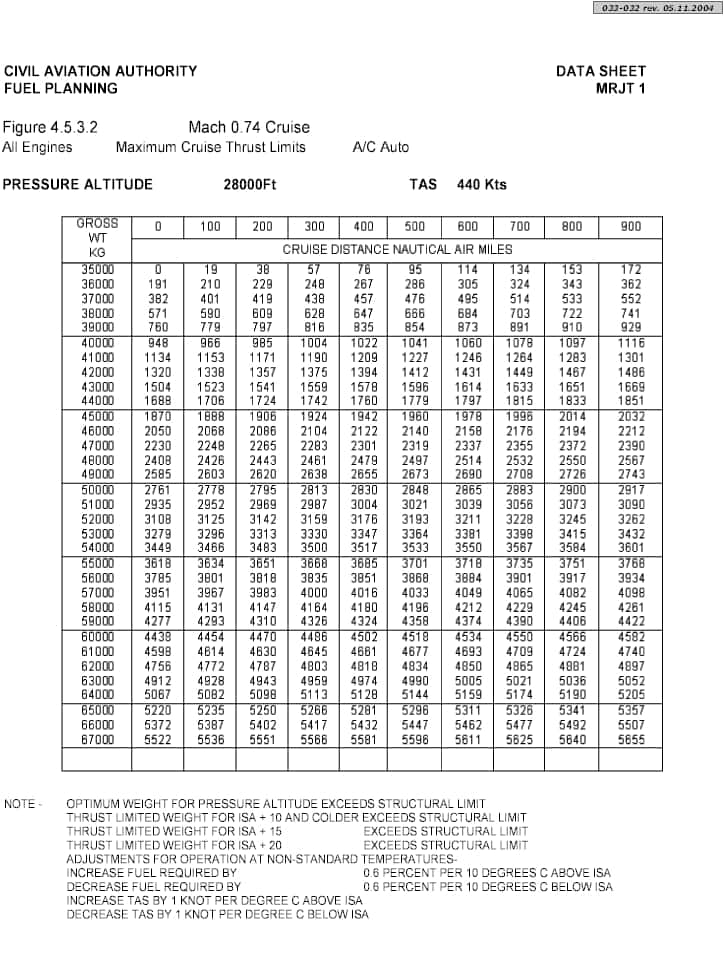 033-032 rev. 05.11.2004
CIVIL AVIATION AUTHORITY DATA SHEET
FUEL PLANNING MRJT 1
Figure 4.5.3.2 Mach 0.74 Cruise
All Engines Maximum Cruise Thrust Limits A/C Auto
PRESSURE ALTITUDE 28000Ft TAS 440 Kts
GROSS WT KG 0 100 200 300 400 500 600 700 800 900
CRUISE DISTANCE NAUTICAL AIR MILES
35000 0 19 38 57 76 95 114 134 153 172
36000 191 210 229 248 267 286 305 324 343 362
37000 382 401 419 438 457 476 495 514 533 552
38000 571 590 609 628 647 666 684 703 722 741
39000 760 779 797 816 835 854 873 891 910 929
40000 948 966 985 1004 1022 1041 1060 1078 1097 1116
41000 1134 1153 1171 1190 1209 1227 1246 1264 1283 1301
42000 1320 1338 1357 1375 1394 1412 1431 1449 1467 1486
43000 1504 1523 1541 1559 1578 1596 1614 1633 1651 1669
44000 1688 1706 1724 1742 1760 1779 1797 1815 1833 1851
45000 1870 1888 1906 1924 1942 1960 1978 1996 2014 2032
46000 2050 2068 2086 2104 2122 2140 2158 2176 2194 2212
47000 2230 2248 2265 2283 2301 2319 2337 2355 2372 2390
48000 2408 2426 2443 2461 2479 2497 2514 2532 2550 2567
49000 2585 2603 2620 2638 2655 2673 2690 2708 2726 2743
50000 2761 2778 2795 2813 2830 2848 2865 2883 2900 2917
51000 2935 2952 2969 2987 3004 3021 3039 3056 3073 3090
52000 3108 3125 3142 3159 3176 3193 3211 3228 3245 3262
53000 3279 3296 3313 3330 3347 3364 3381 3398 3415 3432
54000 3449 3466 3483 3500 3517 3533 3550 3567 3584 3601
55000 3618 3634 3651 3668 3685 3701 3718 3735 3751 3768
56000 3785 3801 3818 3835 3851 3868 3884 3901 3917 3934
57000 3951 3967 3983 4000 4016 4033 4049 4065 4082 4098
58000 4115 4131 4147 4164 4180 4196 4212 4229 4245 4261
59000 4277 4293 4310 4326 4324 4358 4374 4390 4406 4422
60000 4438 4454 4470 4486 4502 4518 4534 4550 4566 4582
61000 4598 4614 4630 4645 4661 4677 4693 4709 4724 4740
62000 4756 4772 4787 4803 4818 4834 4850 4865 4881 4897
63000 4912 4928 4943 4959 4974 4990 5005 5021 5036 5052
64000 5067 5082 5098 5113 5128 5144 5159 5174 5190 5205
65000 5220 5235 5250 5266 5281 5296 5311 5326 5341 5357
66000 5372 5387 5402 5417 5432 5447 5462 5477 5492 5507
67000 5522 5536 5551 5566 5581 5596 5611 5625 5640 5655
NOTE - OPTIMUM WEIGHT FOR PRESSURE ALTITUDE EXCEEDS STRUCTURAL LIMIT
THRUST LIMITED WEIGHT FOR ISA + 10 AND COLDER EXCEEDS STRUCTURAL LIMIT
THRUST LIMITED WEIGHT FOR ISA + 15 EXCEEDS STRUCTURAL LIMIT
THRUST LIMITED WEIGHT FOR ISA + 20 EXCEEDS STRUCTURAL LIMIT
ADJUSTMENTS FOR OPERATION AT NON-STANDARD TEMPERATURES-
INCREASE FUEL REQUIRED BY 0.6 PERCENT PER 10 DEGREES C ABOVE ISA
DECREASE FUEL REQUIRED BY 0.6 PERCENT PER 10 DEGREES C BELOW ISA
INCREASE TAS BY 1 KNOT PER DEGREE C ABOVE ISA
DECREASE TAS BY 1 KNOT PER DEGREE C BELOW ISA